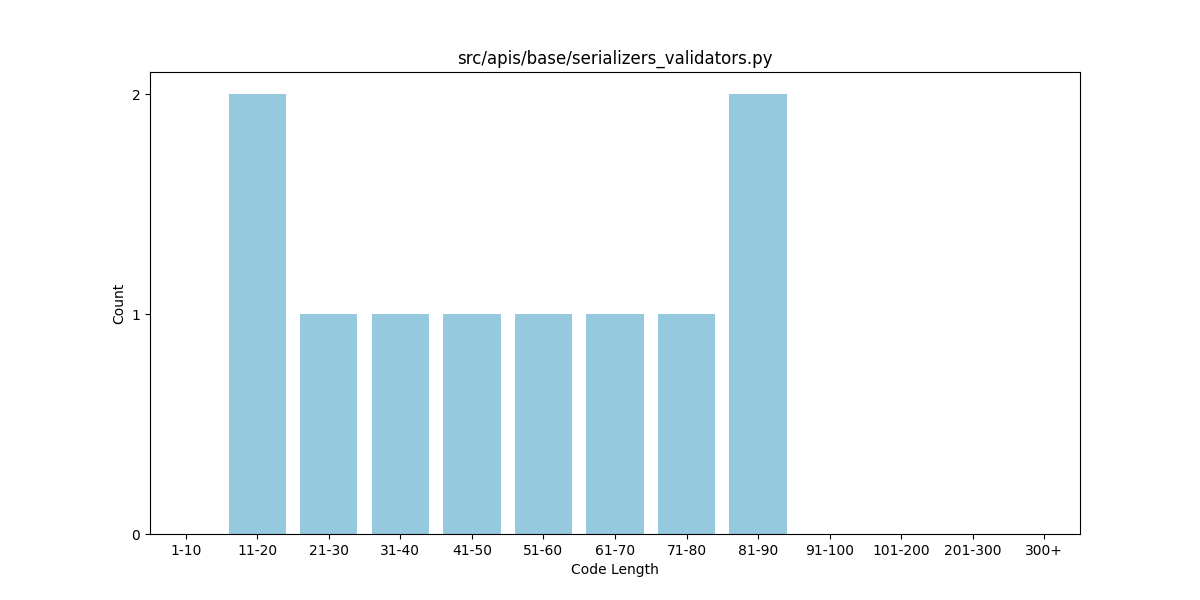 src/apis/base/serializers_validators.py
Count
2
1
0
1-10 11-20 21-30 31-40 41-50 51-60 61-70 71-80 81-90 91-100 101-200 201-300 300+
Code Length